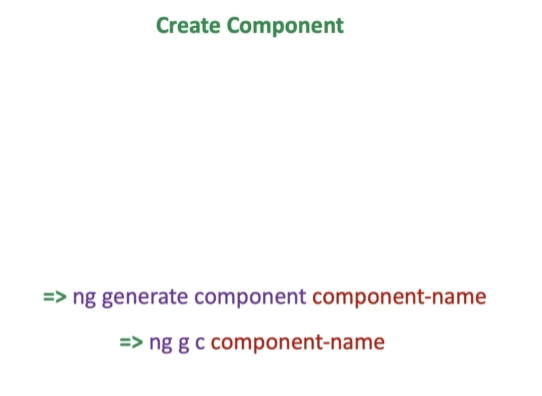 Create Component
=> ng generate component component-name
=> ng g c component-name